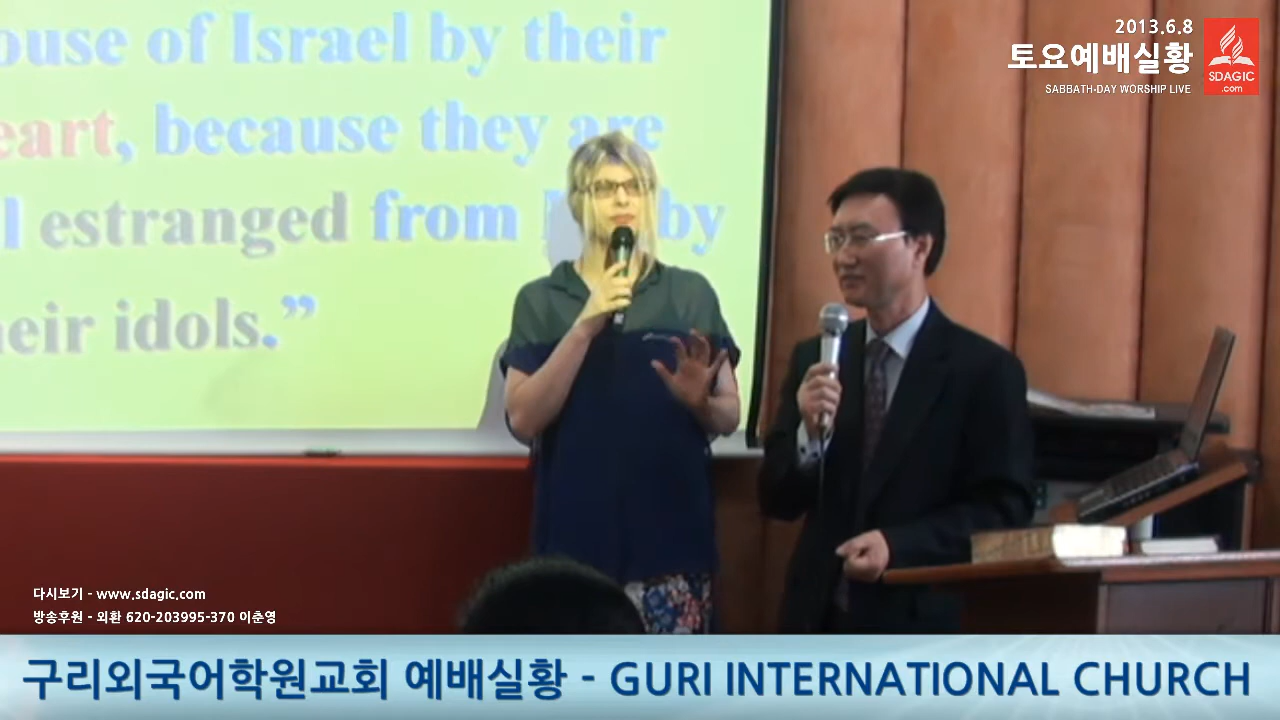 ouse of Israel by their
eart, because they are
l estranged from by
heir idols.”
2013.6.8
토요예배실황
SABBATH-DAY WORSHIP LIVE
SDAGIC
.com
다시보기 - www.sdagic.com
방송후원 - 외환 620-203995-370 이춘영
구리외국어학원교회 예배실황 - GURI INTERNATIONAL CHURCH